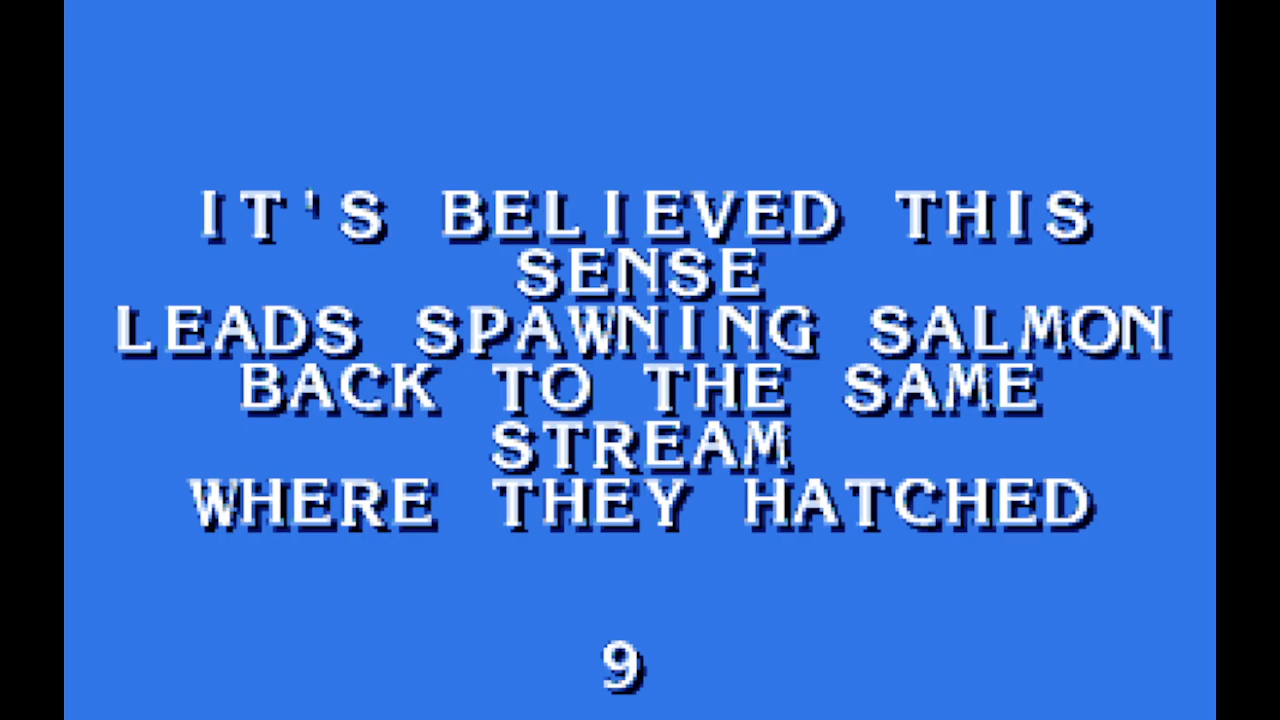 IT'S BELIEVED THIS
SENSE
LEADS SPAWNING SALMON
BACK TO THE SAME
STREAM
WHERE THEY HATCHED
9